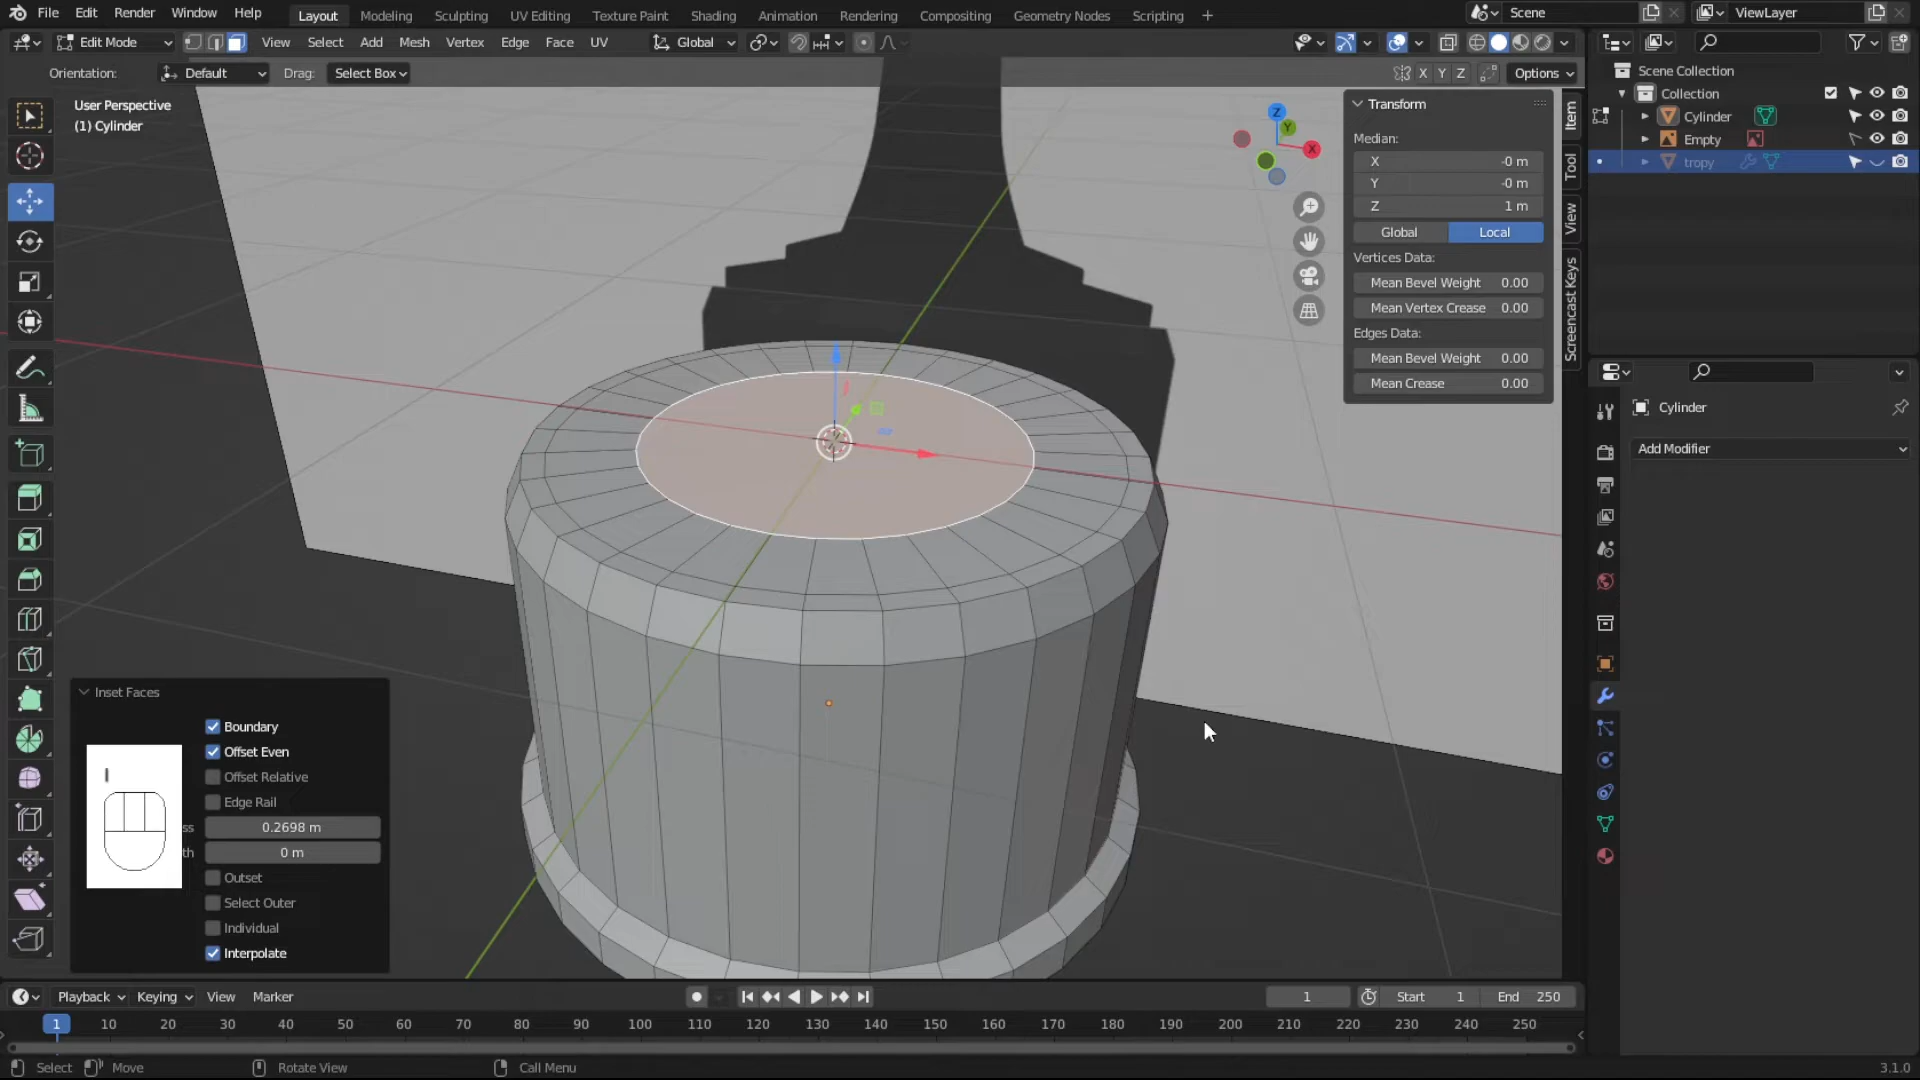 File Edit Render Window Help Layout Modeling Sculpting UV Editing Texture Paint Shading Animation Rendering Compositing Geometry Nodes Scripting + Scene ViewLayer
Edit Mode View Select Add Mesh Vertex Edge Face UV Global
Orientation: Default Drag: Select Box X Y Z Options
User Perspective
(1) Cylinder
Z
Y
X
Transform
Median:
X -0 m
Y -0 m
Z 1 m
Global Local
Vertices Data:
Mean Bevel Weight 0.00
Mean Vertex Crease 0.00
Edges Data:
Mean Bevel Weight 0.00
Mean Crease 0.00
Item
Tool
View
Screencast Keys
Scene Collection
Collection
Cylinder
Empty
tropy
Cylinder
Add Modifier
Inset Faces
Boundary
Offset Even
Offset Relative
Edge Rail
ss 0.2698 m
th 0 m
Outset
Select Outer
Individual
Interpolate
I
Playback Keying View Marker 1 Start 1 End 250
1 10 20 30 40 50 60 70 80 90 100 110 120 130 140 150 160 170 180 190 200 210 220 230 240 250
Select Move Rotate View Call Menu 3.1.0